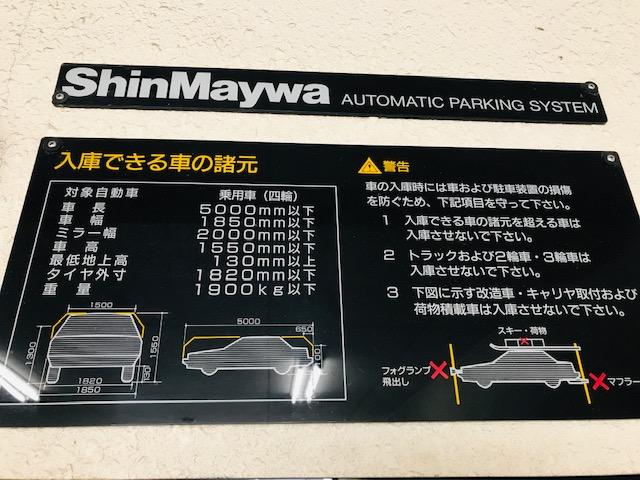 ShinMaywa AUTOMATIC PARKING SYSTEM
入庫できる車の諸元
対象自動車 乗用車（四輪）
車長 5000mm以下
車幅 1850mm以下
ミラー幅 2000mm以下
車高 1550mm以下
最低地上高 130mm以上
タイヤ外寸 1820mm以下
重量 1900kg以下
1500
1300
1550
130
1820
1850
5000
650
警告
車の入庫時には車および駐車装置の損傷
を防ぐため、下記項目を守って下さい。
1 入庫できる車の諸元を超える車は
入庫させないで下さい。
2 トラックおよび2輪車・3輪車は
入庫させないで下さい。
3 下図に示す改造車・キャリヤ取付および
荷物積載車は入庫させないで下さい。
スキー・荷物
フォグランプ
飛出し
マフラー